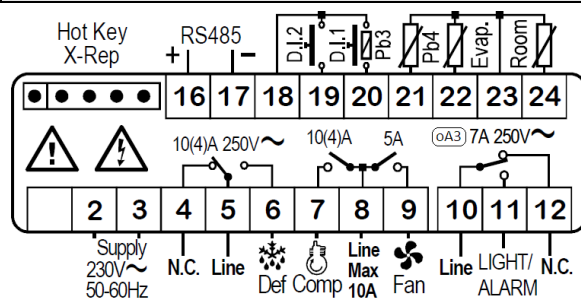 Hot Key
X-Rep
+ RS485 −
D.I.2
D.I.1
Pb3
Pb4
Evap.
Room
16 17 18 19 20 21 22 23 24
10(4)A 250V~
10(4)A
5A
oA3 7A 250V~
2 3 4 5 6 7 8 9 10 11 12
Supply
230V~
50-60Hz
N.C.
Line
Def
Comp
Line
Max
10A
Fan
Line
LIGHT/
ALARM
N.C.